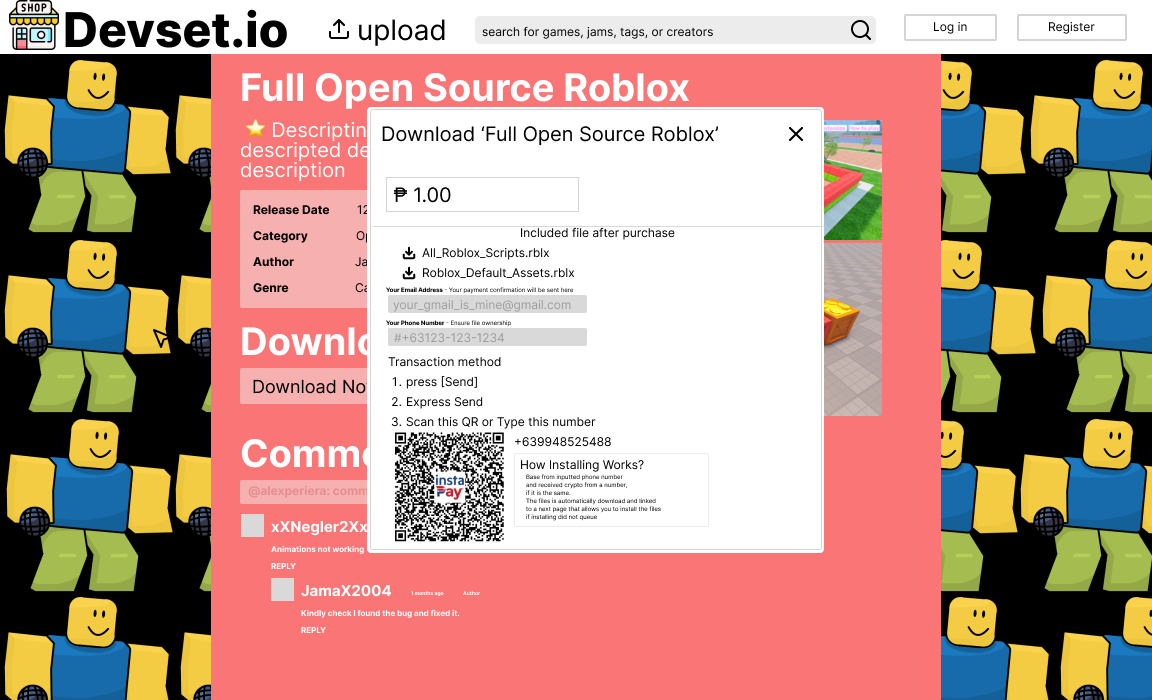 SHOP
Devset.io
upload
search for games, jams, tags, or creators
Log in
Register
Full Open Source Roblox
⭐ Descriptin
descripted de
description
Release Date 12
Category Op
Author Ja
Genre Ca
Downlo
Download No
Comme
@alexperiera: comm
xXNegler2Xx
Animations not working
REPLY
JamaX2004 1 months ago Author
Kindly check I found the bug and fixed it.
REPLY
how to play
Download ‘Full Open Source Roblox’
₱ 1.00
Included file after purchase
All_Roblox_Scripts.rblx
Roblox_Default_Assets.rblx
Your Email Address - Your payment confirmation will be sent here
your_gmail_is_mine@gmail.com
Your Phone Number - Ensure file ownership
#+63123-123-1234
Transaction method
1. press [Send]
2. Express Send
3. Scan this QR or Type this number
insta
Pay
+639948525488
How Installing Works?
Base from inputted phone number
and received crypto from a number,
if it is the same.
The files is automatically download and linked
to a next page that allows you to install the files
if installing did not queue